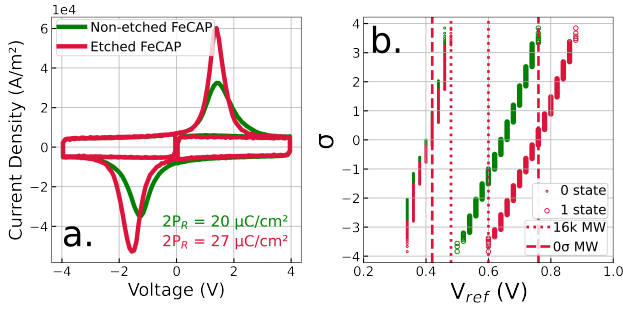 1e4
Non-etched FeCAP
Etched FeCAP
6
4
2
0
−2
−4
Current Density (A/m²)
a.
2P_R = 20 µC/cm²
2P_R = 27 µC/cm²
−4 −2 0 2 4
Voltage (V)
b.
4
3
2
1
0
−1
−2
−3
−4
σ
0 state
1 state
16k MW
0σ MW
0.2 0.4 0.6 0.8 1.0
V_ref (V)